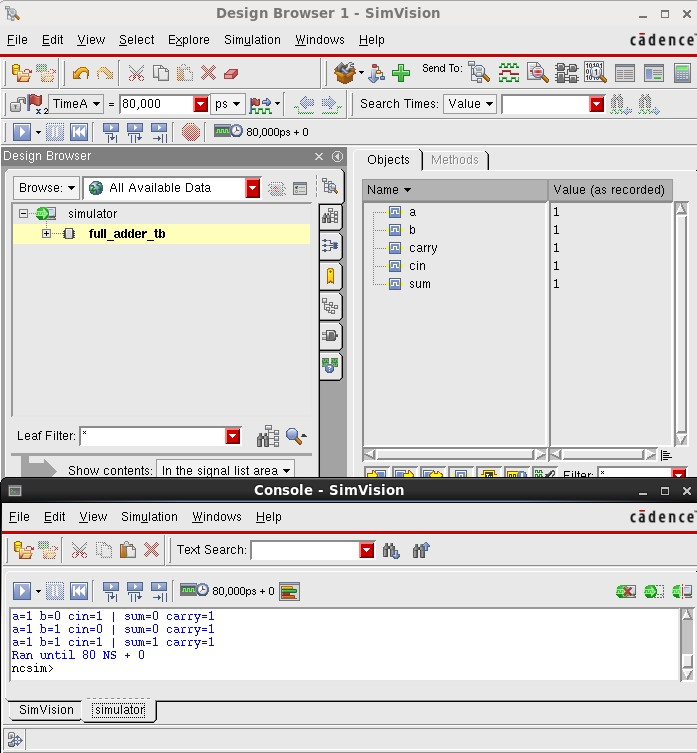 Design Browser 1 - SimVision
File Edit View Select Explore Simulation Windows Help
cādence
Send To:
TimeA = 80,000 ps
Search Times: Value
80,000ps + 0
Design Browser
Browse: All Available Data
simulator
full_adder_tb
Leaf Filter: *
Show contents: In the signal list area
Objects Methods
Name Value (as recorded)
a 1
b 1
carry 1
cin 1
sum 1
Filter: *
Console - SimVision
File Edit View Simulation Windows Help
cādence
Text Search:
80,000ps + 0
a=1 b=0 cin=1 | sum=0 carry=1
a=1 b=1 cin=0 | sum=0 carry=1
a=1 b=1 cin=1 | sum=1 carry=1
Ran until 80 NS + 0
ncsim>
SimVision simulator